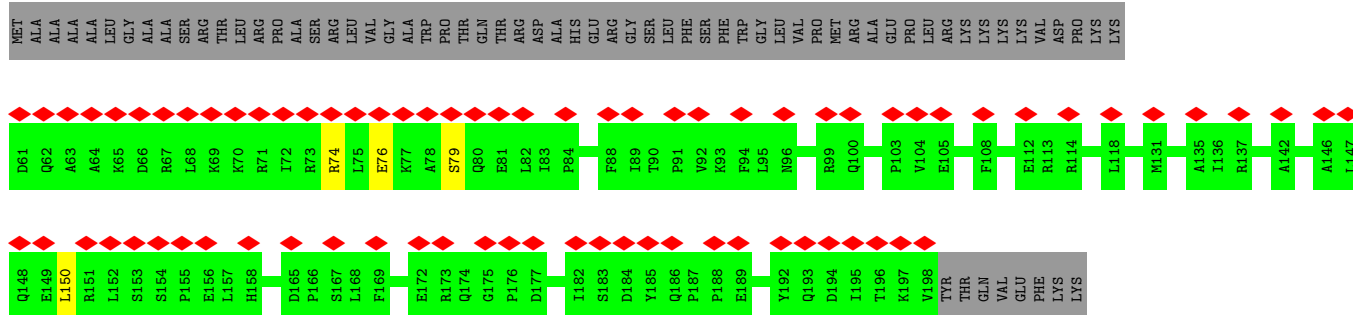 MET ALA ALA ALA ALA LEU GLY ALA ALA SER ARG THR LEU ARG PRO ALA SER ARG LEU VAL GLY ALA TRP PRO THR GLN THR ARG ASP ALA HIS GLU ARG GLY SER LEU PHE SER PHE TRP GLY LEU VAL PRO MET ARG ALA GLU PRO LEU ARG LYS LYS LYS LYS VAL ASP PRO LYS LYS
D61 Q62 A63 A64 K65 D66 R67 L68 K69 K70 R71 I72 R73 R74 L75 E76 K77 A78 S79 Q80 E81 L82 I83 P84 F88 I89 T90 P91 V92 K93 F94 L95 N96 R99 Q100 P103 V104 E105 F108 E112 R113 R114 L118 M131 A135 I136 R137 A142 A146 L147
Q148 E149 L150 R151 L152 S153 S154 P155 E156 L157 H158 D165 P166 S167 L168 F169 E172 R173 Q174 G175 P176 D177 I182 S183 D184 Y185 Q186 P187 P188 E189 Y192 Q193 D194 I195 T196 K197 V198 TYR THR GLN VAL GLU PHE LYS LYS